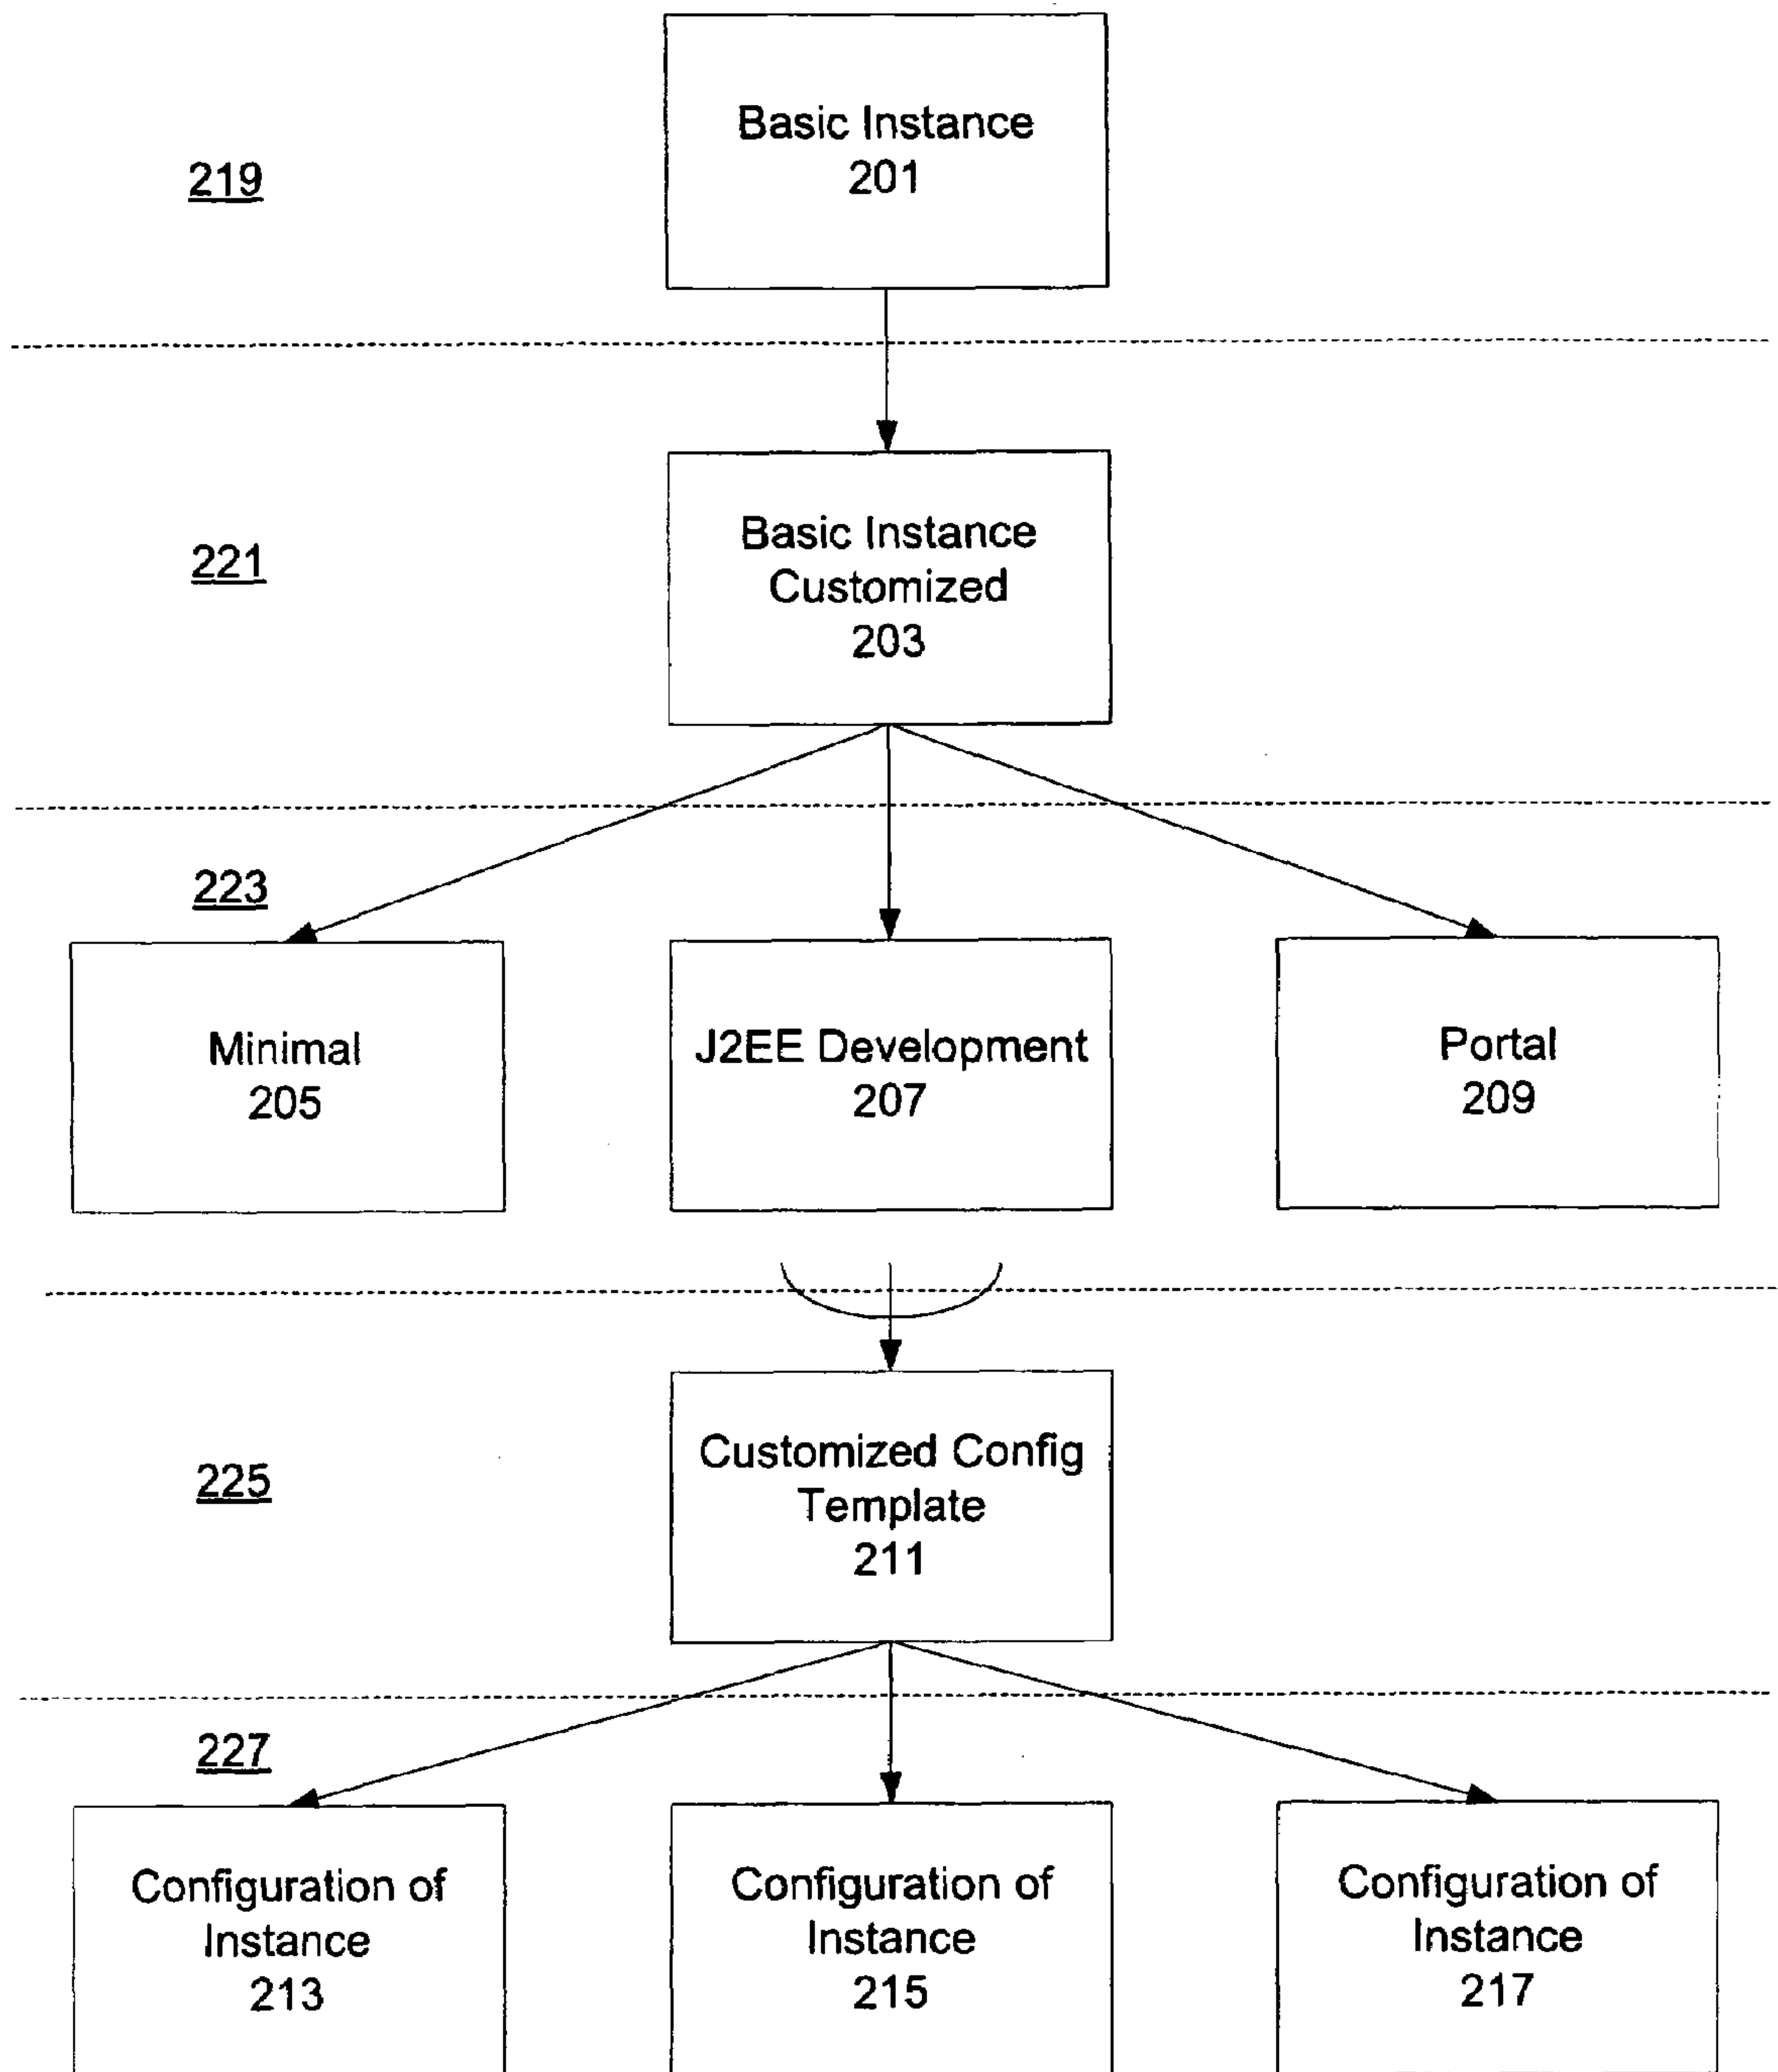 Basic Instance
201
219
Basic Instance
Customized
203
221
223
Minimal
205
J2EE Development
207
Portal
209
Customized Config
Template
211
225
227
Configuration of
Instance
213
Configuration of
Instance
215
Configuration of
Instance
217